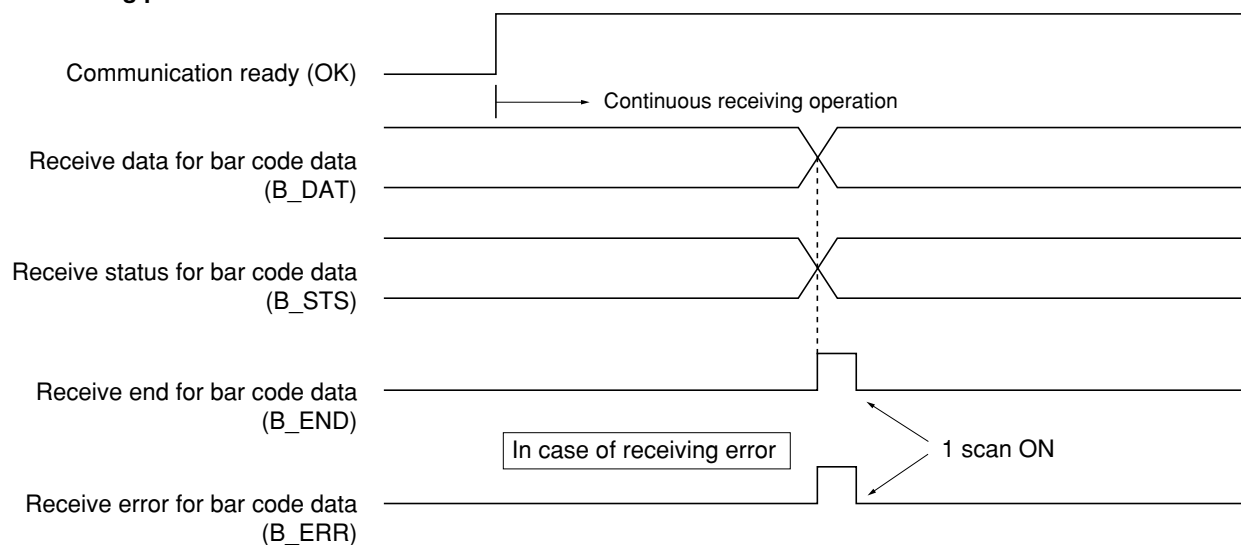 Communication ready (OK)
Continuous receiving operation
Receive data for bar code data
(B_DAT)
Receive status for bar code data
(B_STS)
Receive end for bar code data
(B_END)
In case of receiving error
1 scan ON
Receive error for bar code data
(B_ERR)